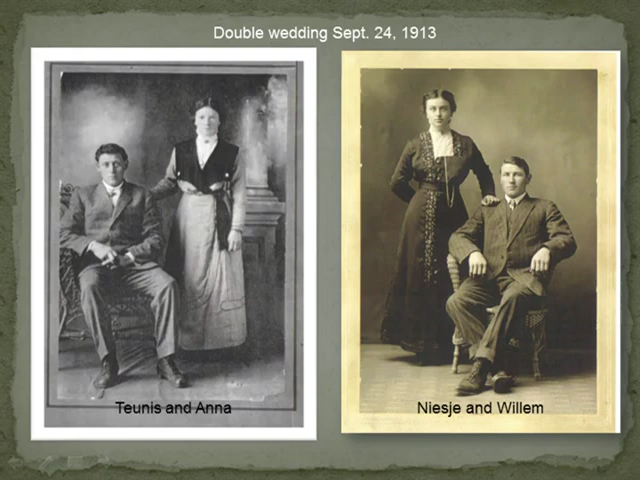 Double wedding Sept. 24, 1913
Teunis and Anna
Niesje and Willem